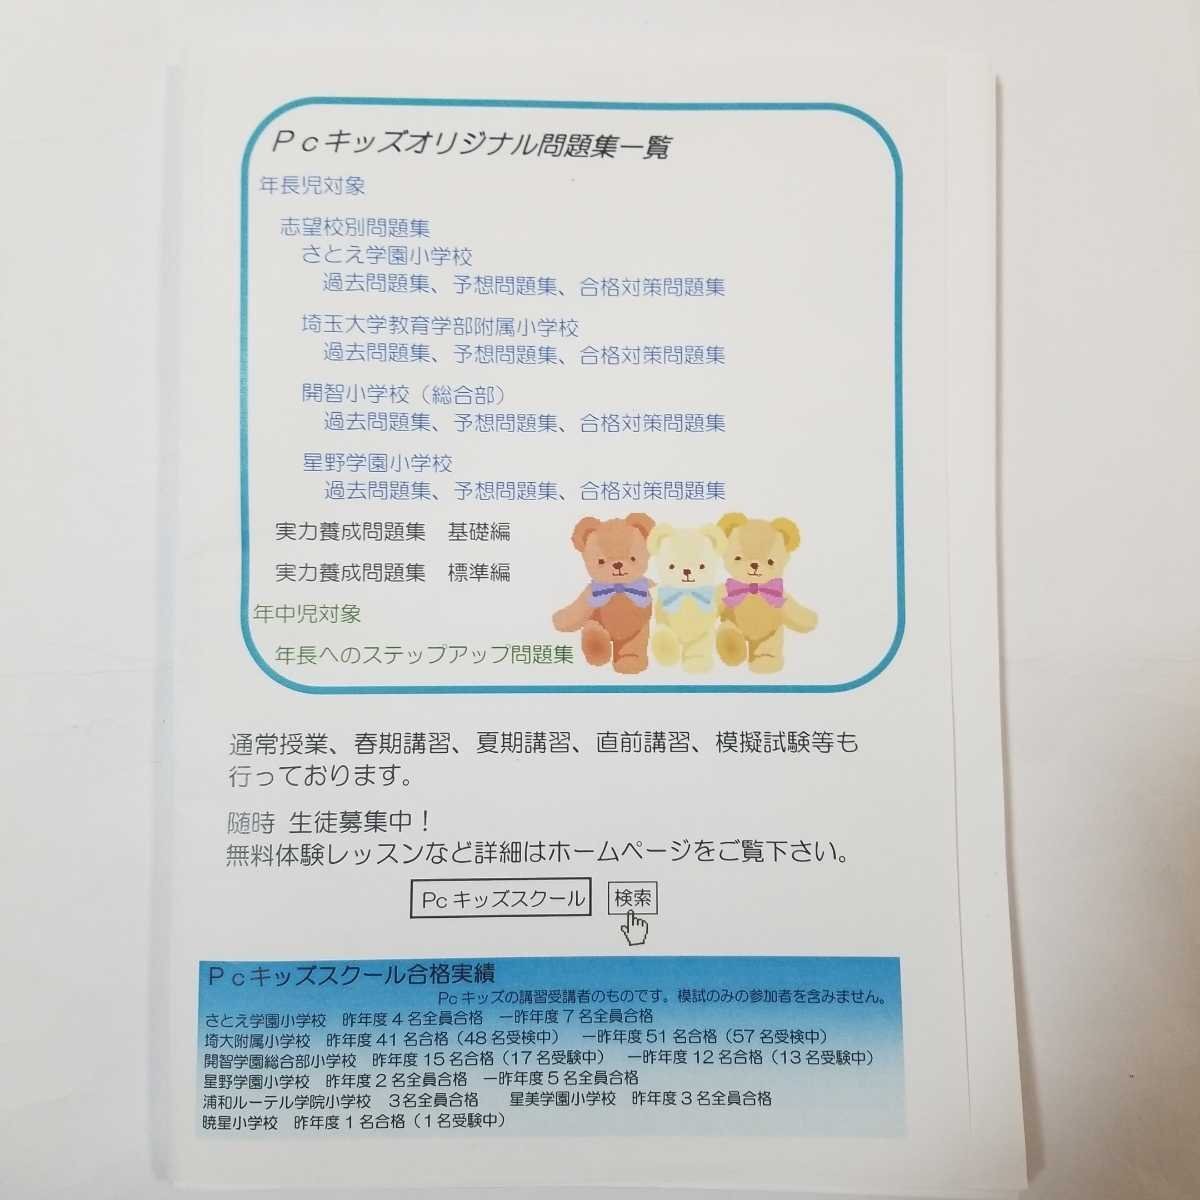 Ｐｃキッズオリジナル問題集一覧
年長児対象
志望校別問題集
さとえ学園小学校
過去問題集、予想問題集、合格対策問題集
埼玉大学教育学部附属小学校
過去問題集、予想問題集、合格対策問題集
開智小学校（総合部）
過去問題集、予想問題集、合格対策問題集
星野学園小学校
過去問題集、予想問題集、合格対策問題集
実力養成問題集　基礎編
実力養成問題集　標準編
年中児対象
年長へのステップアップ問題集
通常授業、春期講習、夏期講習、直前講習、模擬試験等も
行っております。
随時 生徒募集中！
無料体験レッスンなど詳細はホームページをご覧下さい。
Pc キッズスクール 検索
Ｐｃキッズスクール合格実績
Pc キッズの講習受講者のものです。模試のみの参加者を含みません。
さとえ学園小学校　昨年度 4 名全員合格　一昨年度 7 名全員合格
埼大附属小学校　昨年度 41 名合格（48 名受検中）　一昨年度 51 名合格（57 名受検中）
開智学園総合部小学校　昨年度 15 名合格（17 名受験中）　一昨年度 12 名合格（13 名受験中）
星野学園小学校　昨年度 2 名全員合格　一昨年度 5 名全員合格
浦和ルーテル学院小学校　3名全員合格　　星美学園小学校　昨年度 3 名全員合格
暁星小学校　昨年度 1 名合格（1 名受験中）